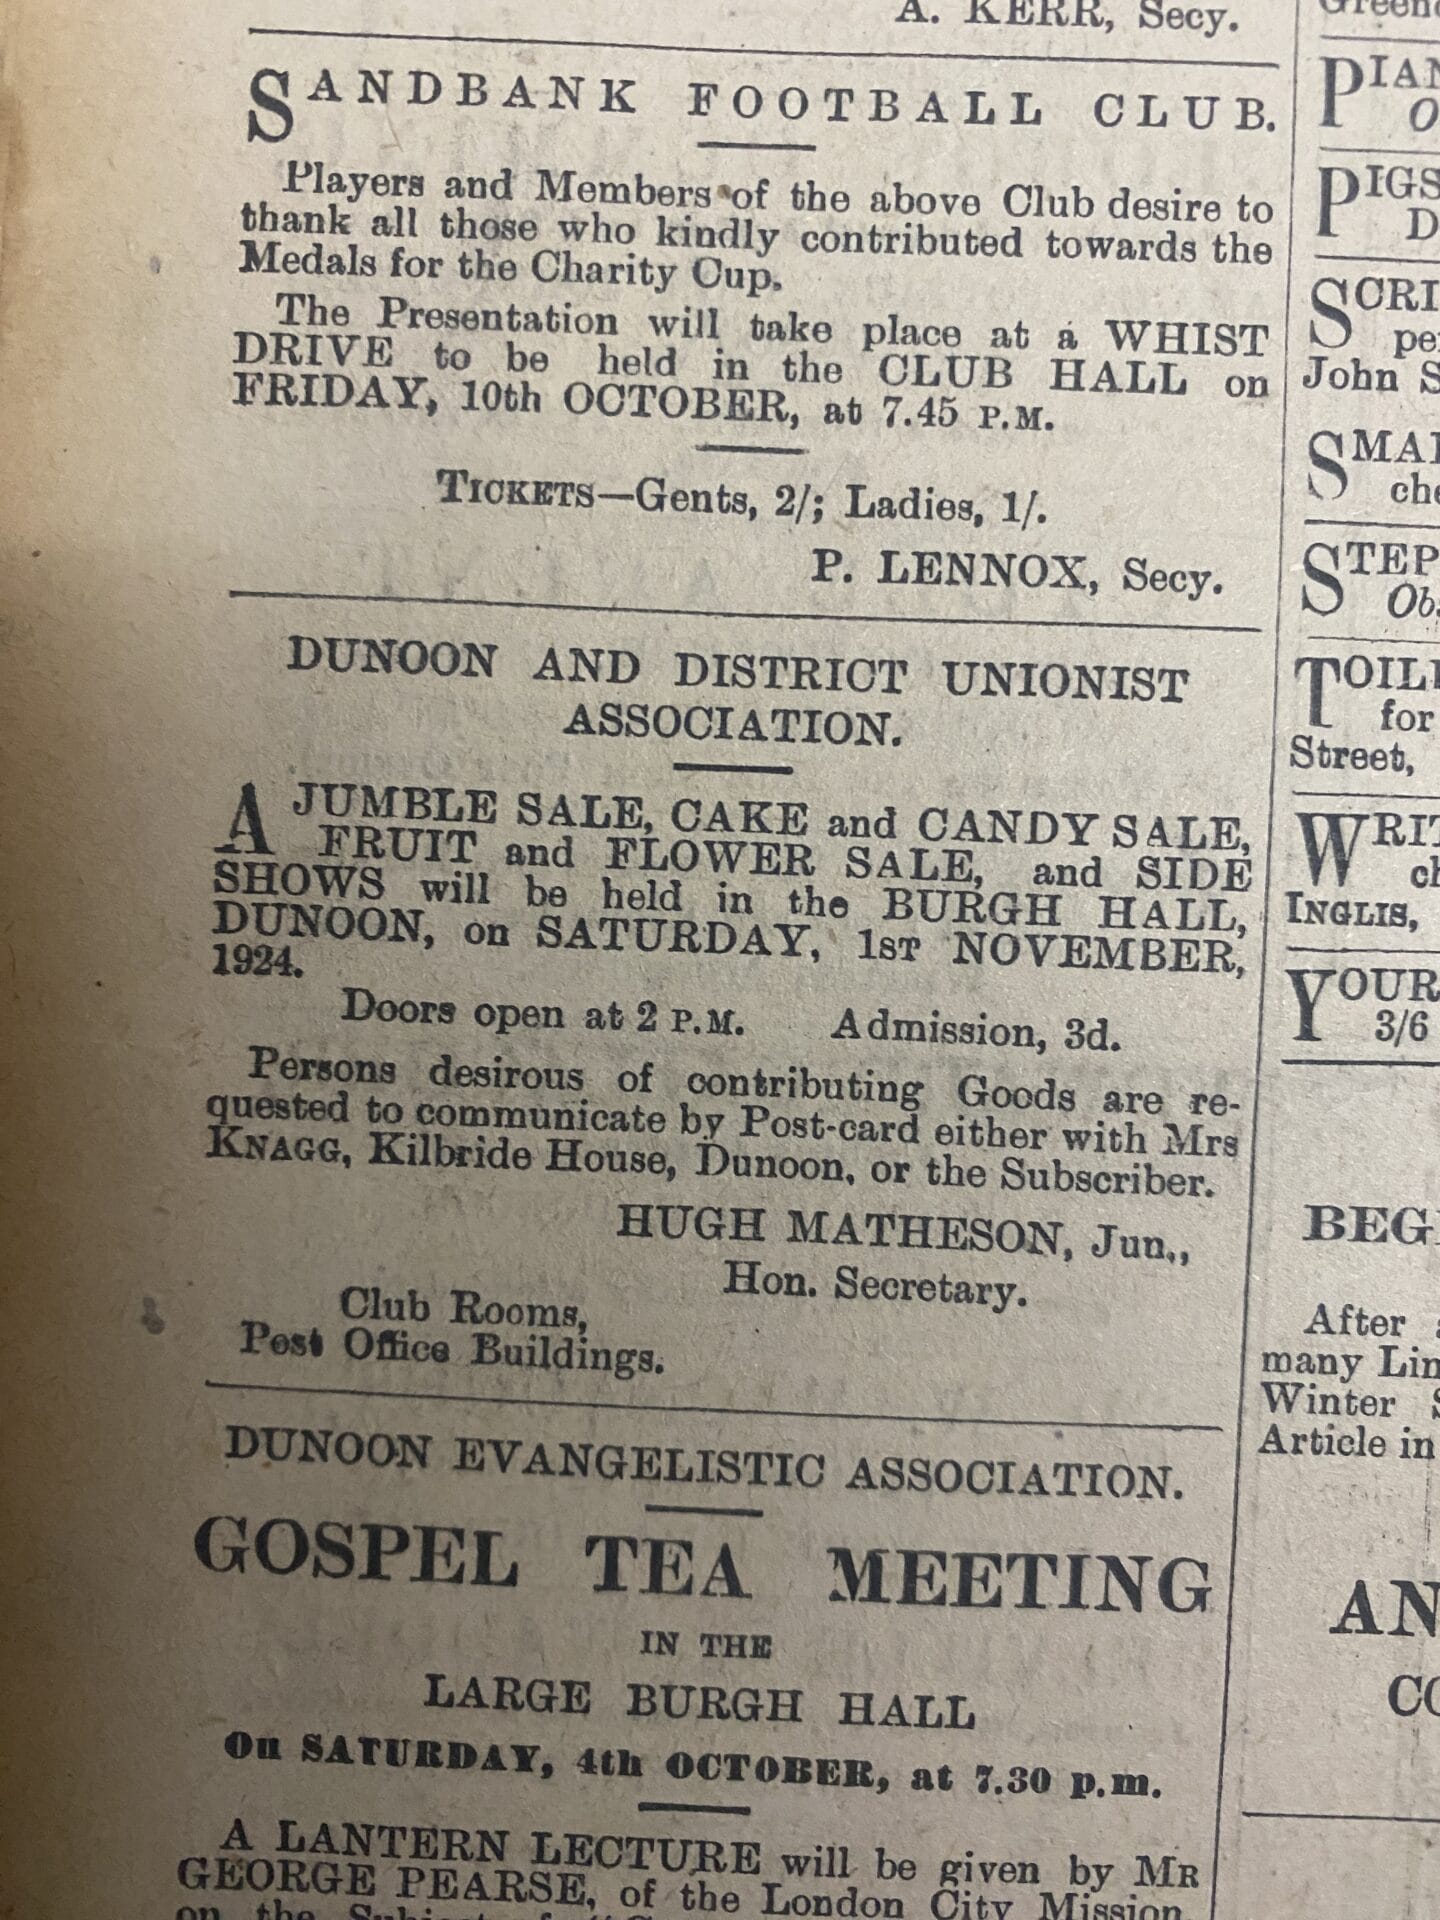 A. KERR, Secy.
SANDBANK FOOTBALL CLUB.
Players and Members of the above Club desire to
thank all those who kindly contributed towards the
Medals for the Charity Cup.
The Presentation will take place at a WHIST
DRIVE to be held in the CLUB HALL on
FRIDAY, 10th OCTOBER, at 7.45 P.M.
TICKETS—Gents, 2/; Ladies, 1/.
P. LENNOX, Secy.
DUNOON AND DISTRICT UNIONIST
ASSOCIATION.
A JUMBLE SALE, CAKE and CANDY SALE,
FRUIT and FLOWER SALE, and SIDE
SHOWS will be held in the BURGH HALL,
DUNOON, on SATURDAY, 1ST NOVEMBER,
1924.
Doors open at 2 P.M. Admission, 3d.
Persons desirous of contributing Goods are re-
quested to communicate by Post-card either with Mrs
KNAGG, Kilbride House, Dunoon, or the Subscriber.
HUGH MATHESON, Jun.,
Hon. Secretary.
Club Rooms,
Post Office Buildings.
DUNOON EVANGELISTIC ASSOCIATION.
GOSPEL TEA MEETING
IN THE
LARGE BURGH HALL
On SATURDAY, 4th OCTOBER, at 7.30 p.m.
A LANTERN LECTURE will be given by MR
GEORGE PEARSE, of the London City Mission
on the
PIAN
O
PIGS
D
SCRI
pe
John S
SMAL
che
STEP
Obs
TOIL
for
Street,
WRIT
ch
INGLIS,
YOUR
3/6
BEG
After a
many Lin
Winter S
Article in
AN
CO